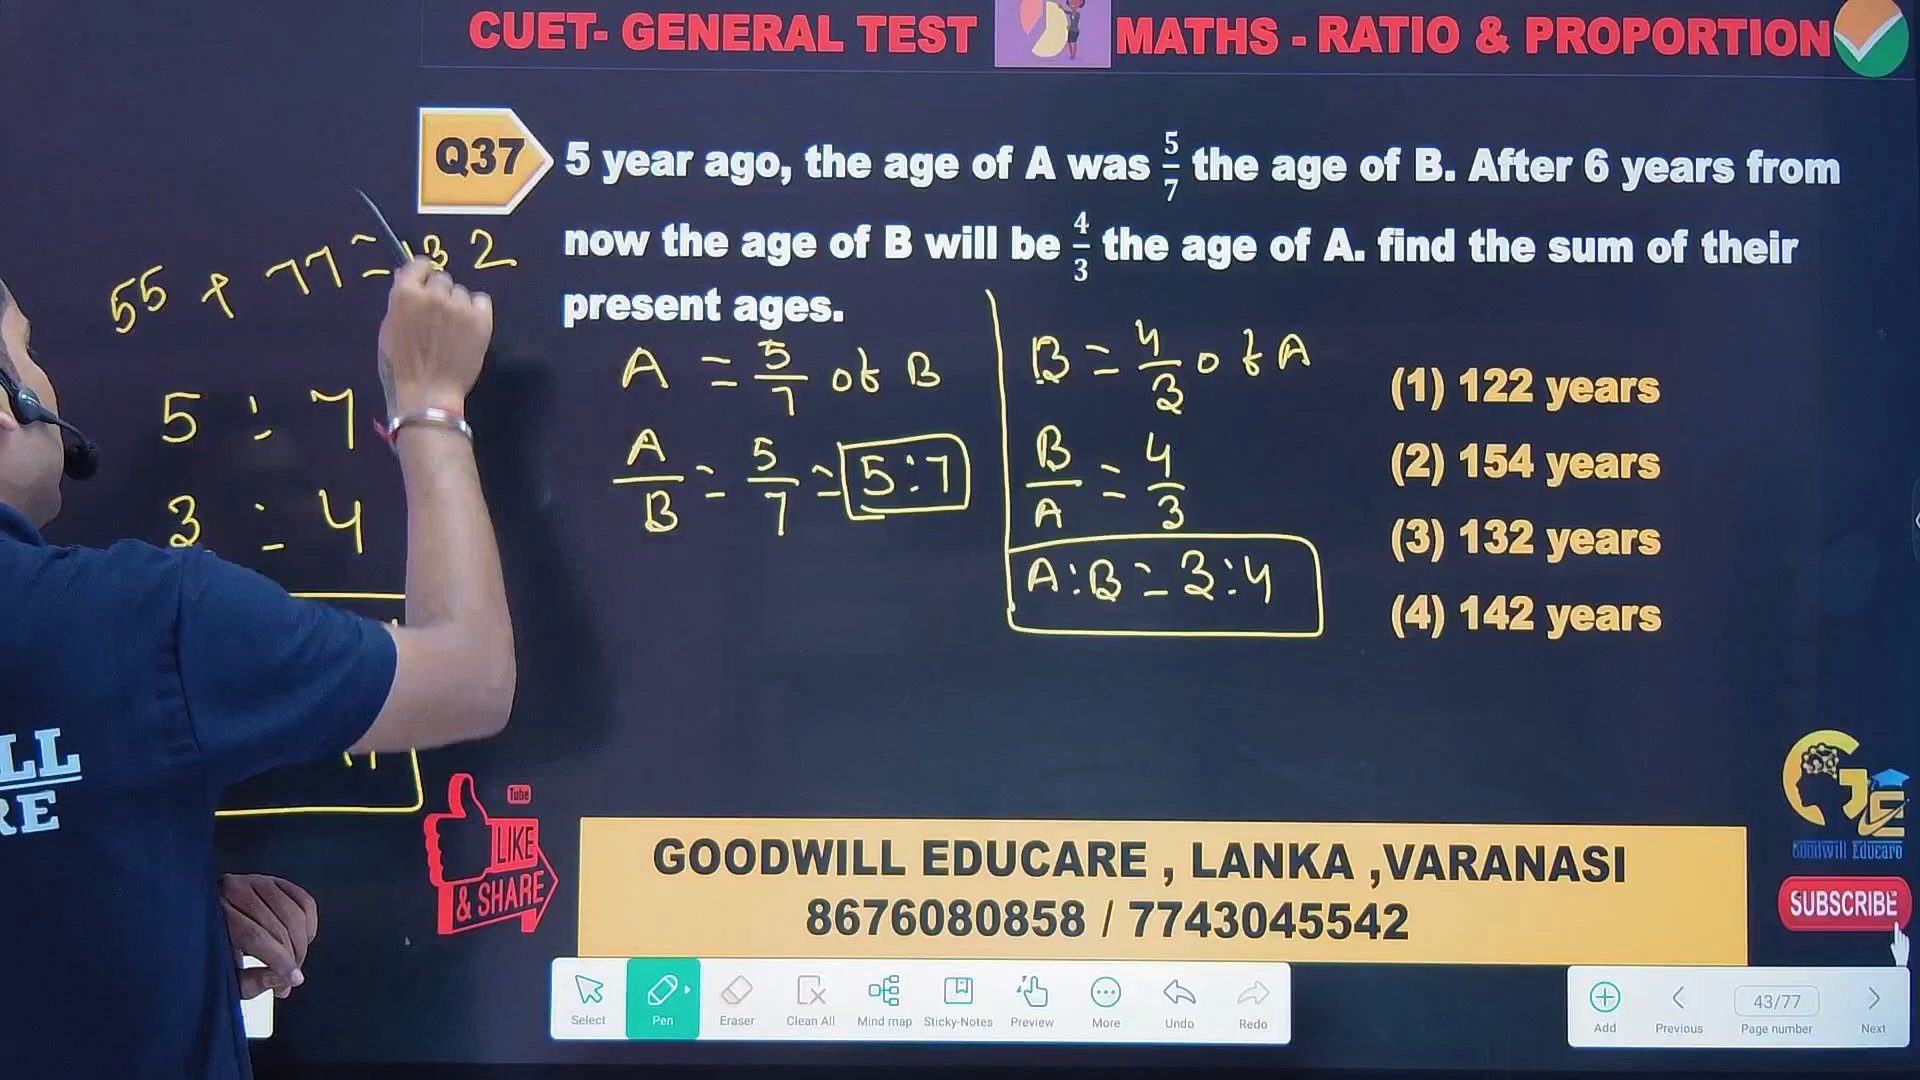 CUET- GENERAL TEST MATHS - RATIO & PROPORTION
Q37 5 year ago, the age of A was 5/7 the age of B. After 6 years from
now the age of B will be 4/3 the age of A. find the sum of their
present ages.
55 + 77 = 132
5 : 7
3 : 4
A = 5/7 of B
A/B = 5/7 = 5:7
B = 4/3 of A
B/A = 4/3
A:B = 3:4
(1) 122 years
(2) 154 years
(3) 132 years
(4) 142 years
Tube
LIKE
& SHARE
GOODWILL EDUCARE , LANKA ,VARANASI
8676080858 / 7743045542
GE
Goodwill Educare
SUBSCRIBE
LL
RE
Select Pen Eraser Clean All Mind map Sticky-Notes Preview More Undo Redo
43/77
Add Previous Page number Next